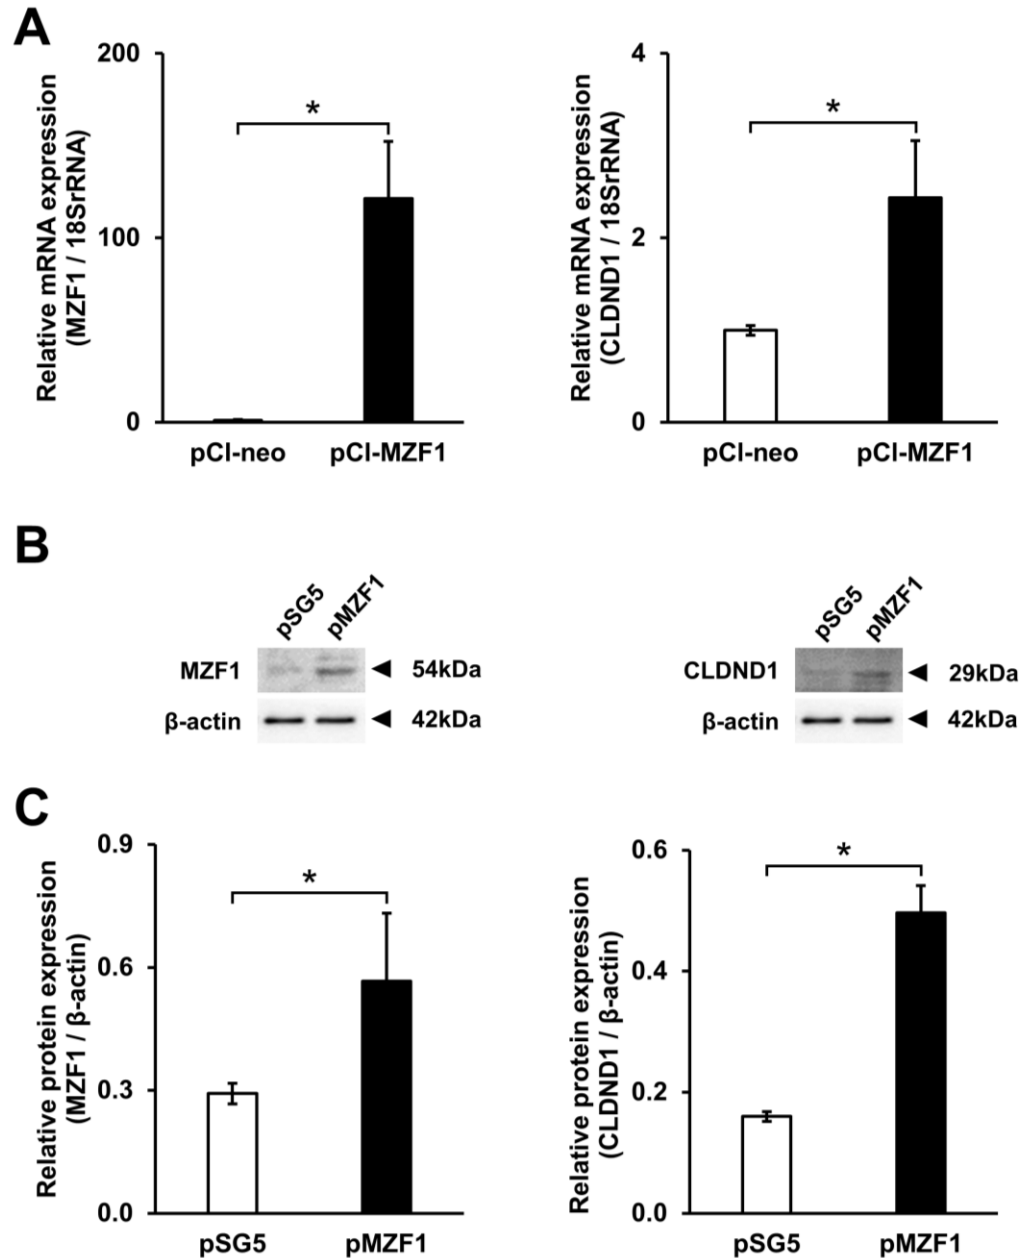 A
Relative mRNA expression
(MZF1 / 18SrRNA)
200
100
0
*
pCI-neo pCI-MZF1
Relative mRNA expression
(CLDND1 / 18SrRNA)
4
2
0
*
pCI-neo pCI-MZF1
B
pSG5 pMZF1
MZF1 54kDa
β-actin 42kDa
pSG5 pMZF1
CLDND1 29kDa
β-actin 42kDa
C
Relative protein expression
(MZF1 / β-actin)
0.9
0.6
0.3
0.0
*
pSG5 pMZF1
Relative protein expression
(CLDND1 / β-actin)
0.6
0.4
0.2
0.0
*
pSG5 pMZF1